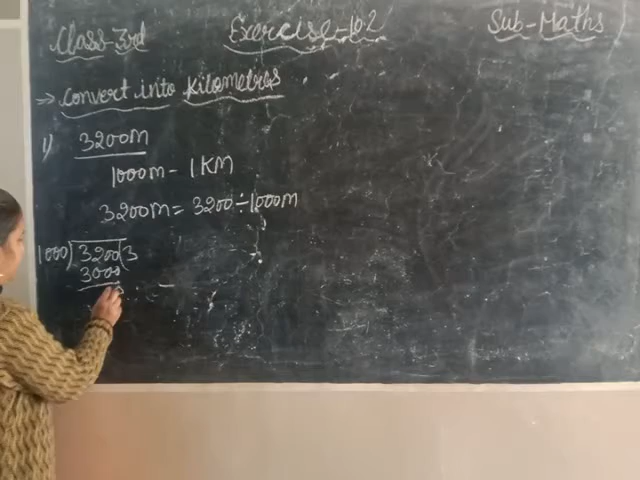 Class-3rd
Exercise-10.2
Sub-Maths
⇒ Convert into Kilometres
1) 3200m
1000m - 1KM
3200m = 3200÷1000m
1000)3200(3
3000